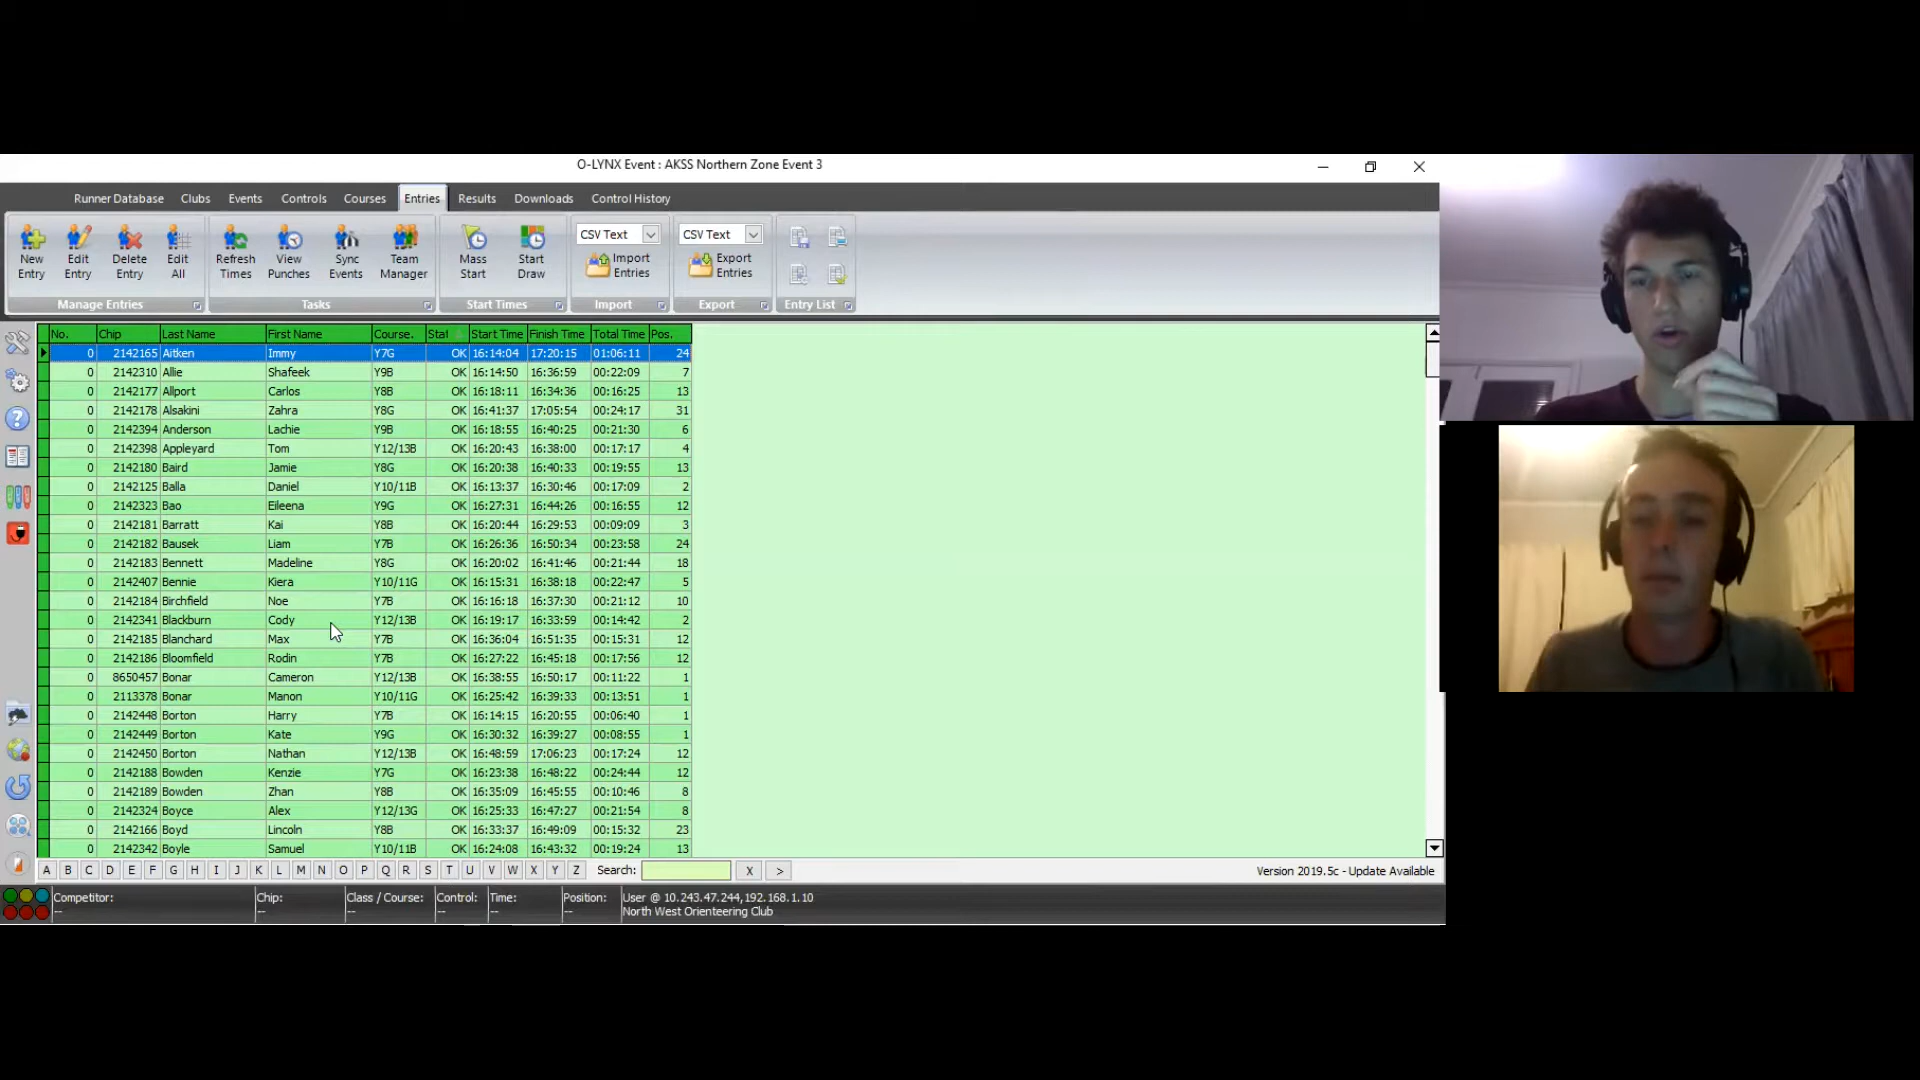 O-LYNX Event : AKSS Northern Zone Event 3
Runner Database Clubs Events Controls Courses Entries Results Downloads Control History
New Entry Edit Entry Delete Entry Edit All Refresh Times View Punches Sync Events Team Manager Mass Start Start Draw CSV Text Import Entries CSV Text Export Entries
Manage Entries Tasks Start Times Import Export Entry List
No. Chip Last Name First Name Course. Stat Start Time Finish Time Total Time Pos.
0 2142165 Aitken Immy Y7G OK 16:14:04 17:20:15 01:06:11 24
0 2142310 Allie Shafeek Y9B OK 16:14:50 16:36:59 00:22:09 7
0 2142177 Allport Carlos Y8B OK 16:18:11 16:34:36 00:16:25 13
0 2142178 Alsakini Zahra Y8G OK 16:41:37 17:05:54 00:24:17 31
0 2142394 Anderson Lachie Y9B OK 16:18:55 16:40:25 00:21:30 6
0 2142398 Appleyard Tom Y12/13B OK 16:20:43 16:38:00 00:17:17 4
0 2142180 Baird Jamie Y8G OK 16:20:38 16:40:33 00:19:55 13
0 2142125 Balla Daniel Y10/11B OK 16:13:37 16:30:46 00:17:09 2
0 2142323 Bao Eileena Y9G OK 16:27:31 16:44:26 00:16:55 12
0 2142181 Barratt Kai Y8B OK 16:20:44 16:29:53 00:09:09 3
0 2142182 Bausek Liam Y7B OK 16:26:36 16:50:34 00:23:58 24
0 2142183 Bennett Madeline Y8G OK 16:20:02 16:41:46 00:21:44 18
0 2142407 Bennie Kiera Y10/11G OK 16:15:31 16:38:18 00:22:47 5
0 2142184 Birchfield Noe Y7B OK 16:16:18 16:37:30 00:21:12 10
0 2142341 Blackburn Cody Y12/13B OK 16:19:17 16:33:59 00:14:42 2
0 2142185 Blanchard Max Y7B OK 16:36:04 16:51:35 00:15:31 12
0 2142186 Bloomfield Rodin Y7B OK 16:27:22 16:45:18 00:17:56 12
0 8650457 Bonar Cameron Y12/13B OK 16:38:55 16:50:17 00:11:22 1
0 2113378 Bonar Manon Y10/11G OK 16:25:42 16:39:33 00:13:51 1
0 2142448 Borton Harry Y7B OK 16:14:15 16:20:55 00:06:40 1
0 2142449 Borton Kate Y9G OK 16:30:32 16:39:27 00:08:55 1
0 2142450 Borton Nathan Y12/13B OK 16:48:59 17:06:23 00:17:24 12
0 2142188 Bowden Kenzie Y7G OK 16:23:38 16:48:22 00:24:44 12
0 2142189 Bowden Zhan Y8B OK 16:35:09 16:45:55 00:10:46 8
0 2142324 Boyce Alex Y12/13G OK 16:25:33 16:47:27 00:21:54 8
0 2142166 Boyd Lincoln Y8B OK 16:33:37 16:49:09 00:15:32 23
0 2142342 Boyle Samuel Y10/11B OK 16:24:08 16:43:32 00:19:24 13
A B C D E F G H I J K L M N O P Q R S T U V W X Y Z Search: X > Version 2019.5c - Update Available
Competitor: Chip: Class / Course: Control: Time: Position: User @ 10.243.47.244,192.168.1.10
-- -- -- -- -- -- North West Orienteering Club